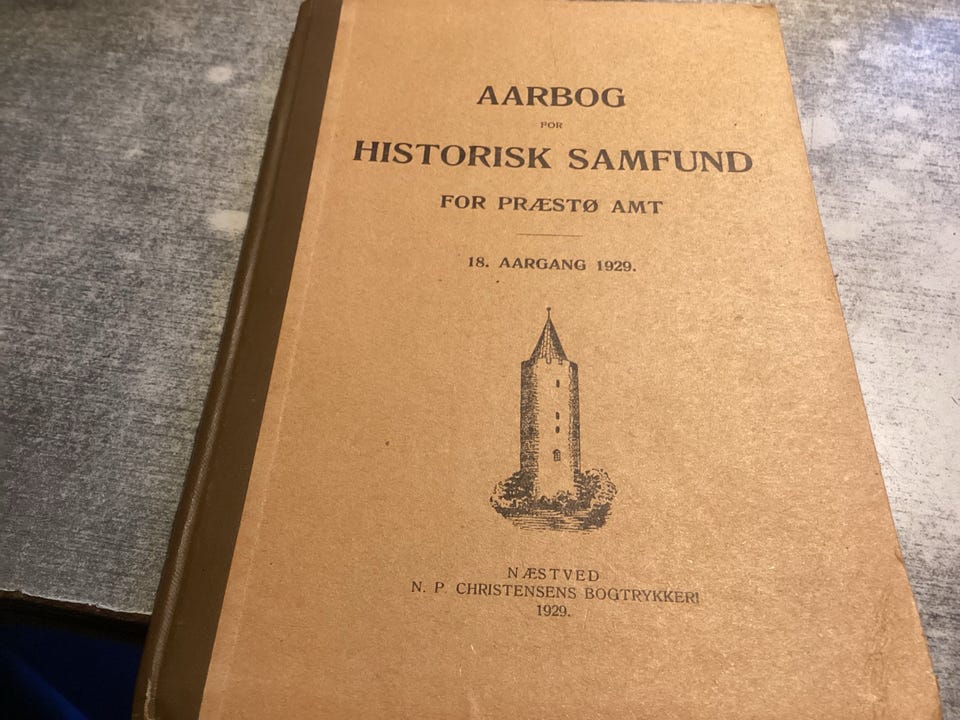 AARBOG
FOR
HISTORISK SAMFUND
FOR PRÆSTØ AMT
18. AARGANG 1929.
NÆSTVED
N. P. CHRISTENSENS BOGTRYKKERI
1929.